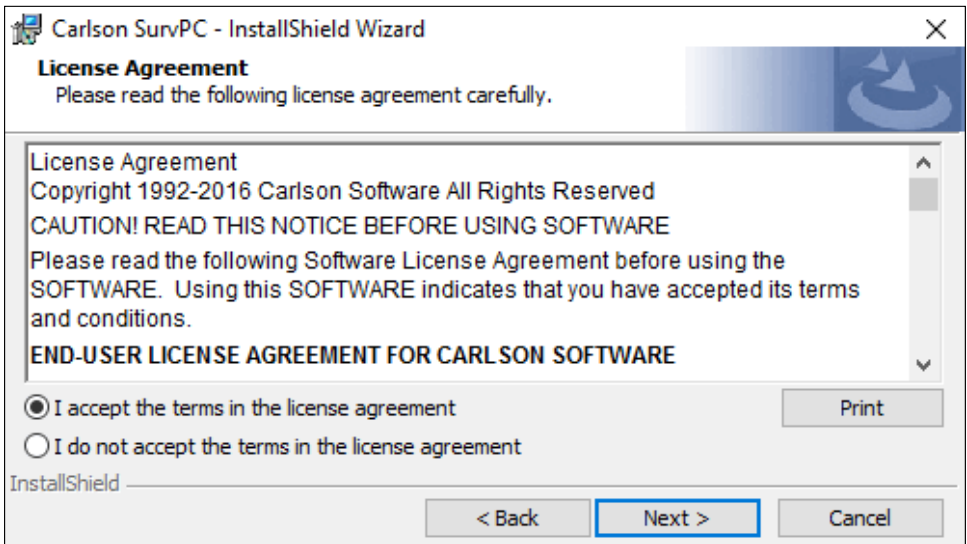 Carlson SurvPC - InstallShield Wizard
License Agreement
Please read the following license agreement carefully.
License Agreement
Copyright 1992-2016 Carlson Software All Rights Reserved
CAUTION! READ THIS NOTICE BEFORE USING SOFTWARE
Please read the following Software License Agreement before using the
SOFTWARE.  Using this SOFTWARE indicates that you have accepted its terms
and conditions.
END-USER LICENSE AGREEMENT FOR CARLSON SOFTWARE
I accept the terms in the license agreement
Print
I do not accept the terms in the license agreement
InstallShield
< Back
Next >
Cancel